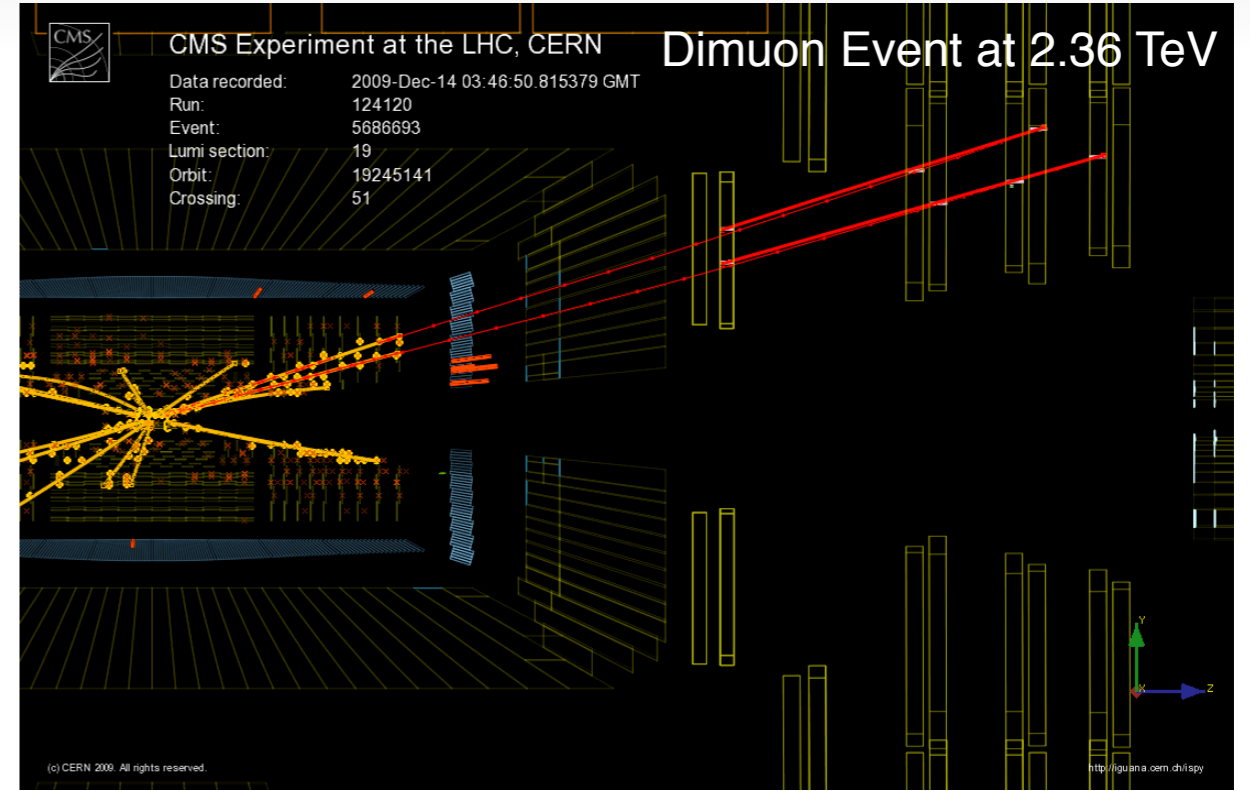 CMS
CMS Experiment at the LHC, CERN
Dimuon Event at 2.36 TeV
Data recorded: 2009-Dec-14 03:46:50.815379 GMT
Run: 124120
Event: 5686693
Lumi section: 19
Orbit: 19245141
Crossing: 51
Y
X Z
(c) CERN 2009. All rights reserved.
http://iguana.cern.ch/ispy